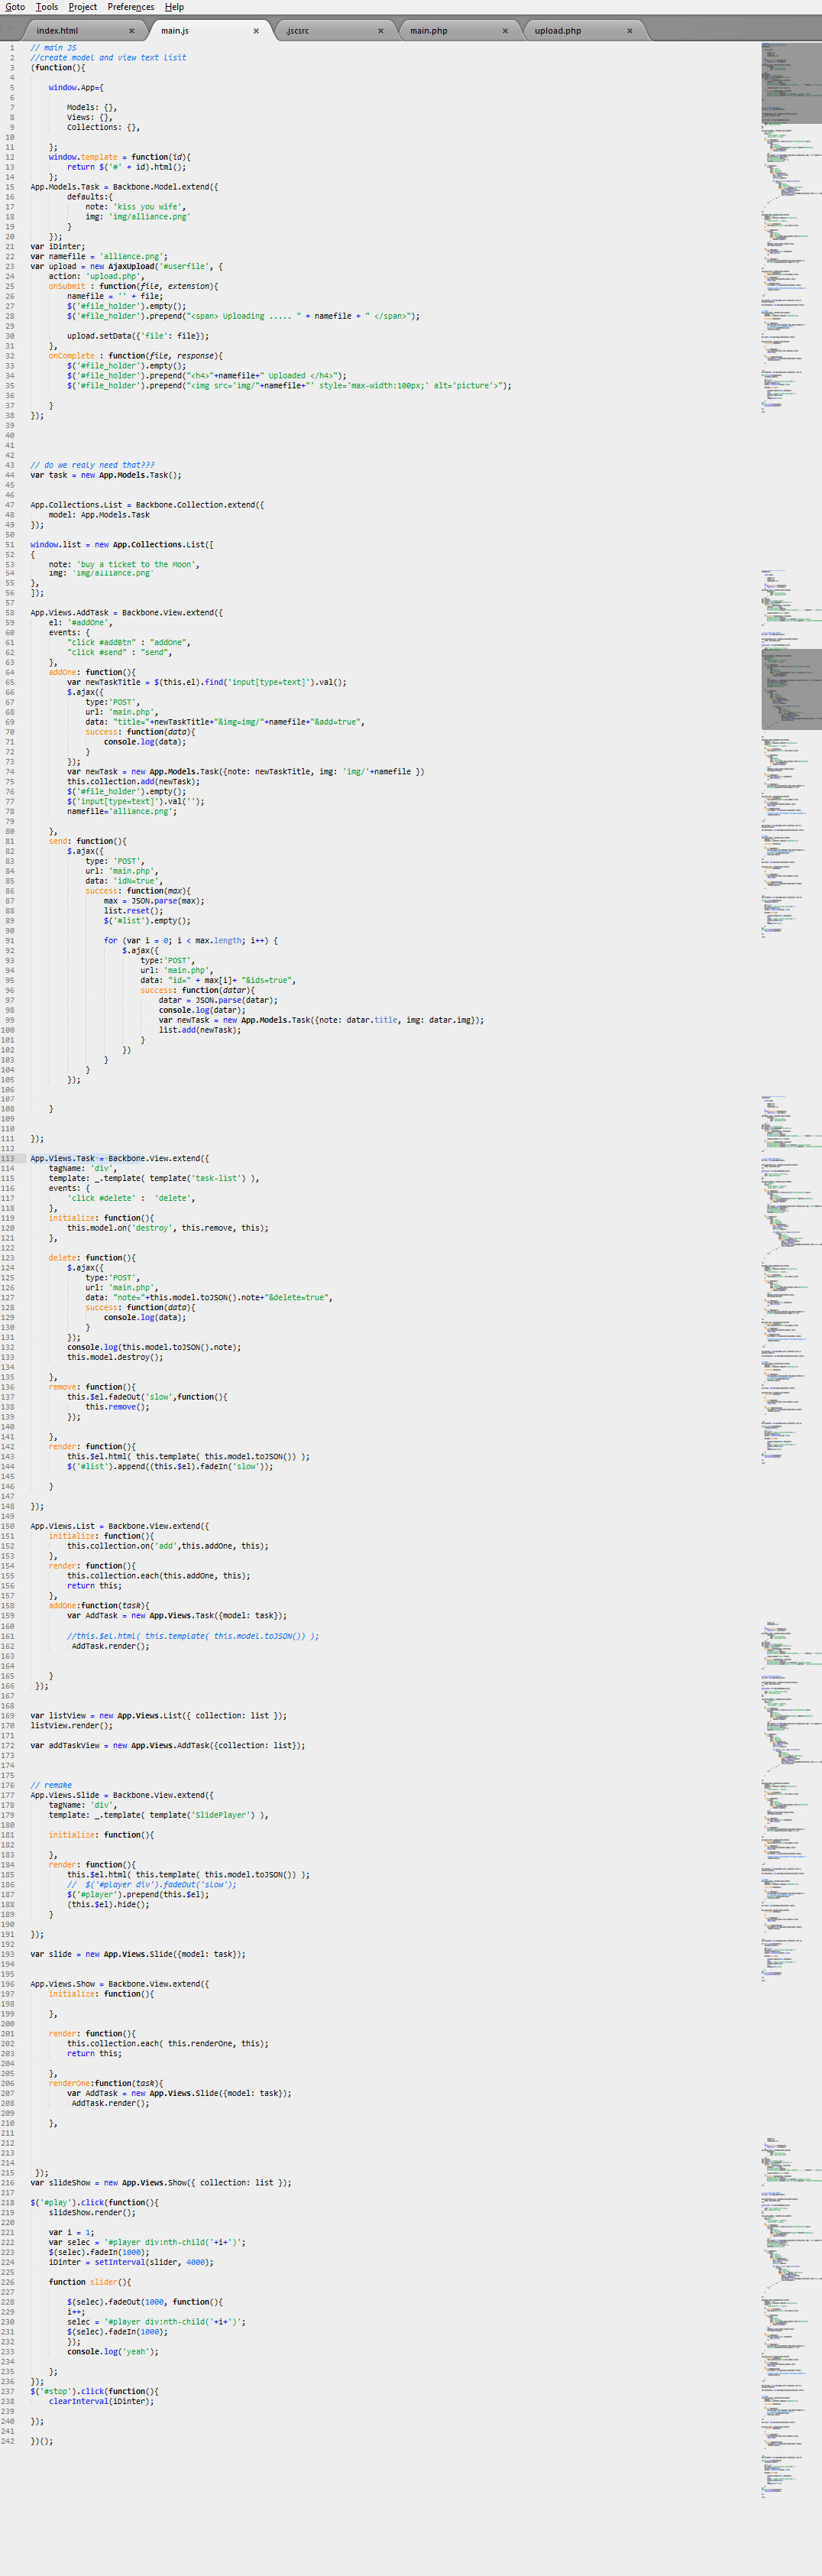 Goto Tools Project Preferences Help
index.html × main.js × .jscsrc × main.php × upload.php ×
1 // main JS
2 //create model and view text lisit
3 (function(){
4
5 window.App={
6
7 Models: {},
8 Views: {},
9 Collections: {},
10
11 };
12 window.template = function(id){
13 return $('#' + id).html();
14 };
15 App.Models.Task = Backbone.Model.extend({
16 defaults:{
17 note: 'kiss you wife',
18 img: 'img/alliance.png'
19 }
20 });
21 var iDinter;
22 var namefile = 'alliance.png';
23 var upload = new AjaxUpload('#userfile', {
24 action: 'upload.php',
25 onSubmit : function(file, extension){
26 namefile = '' + file;
27 $('#file_holder').empty();
28 $('#file_holder').prepend("<span> Uploading ..... " + namefile + " </span>");
29
30 upload.setData({'file': file});
31 },
32 onComplete : function(file, response){
33 $('#file_holder').empty();
34 $('#file_holder').prepend("<h4>"+namefile+" Uploaded </h4>");
35 $('#file_holder').prepend("<img src='img/"+namefile+"' style='max-width:100px;' alt='picture'>");
36
37 }
38 });
39
40
41
42
43 // do we realy need that???
44 var task = new App.Models.Task();
45
46
47 App.Collections.List = Backbone.Collection.extend({
48 model: App.Models.Task
49 });
50
51 window.list = new App.Collections.List([
52 {
53 note: 'buy a ticket to the Moon',
54 img: 'img/alliance.png'
55 },
56 ]);
57
58 App.Views.AddTask = Backbone.View.extend({
59 el: '#addOne',
60 events: {
61 "click #addBtn" : "addOne",
62 "click #send" : "send",
63 },
64 addOne: function(){
65 var newTaskTitle = $(this.el).find('input[type=text]').val();
66 $.ajax({
67 type:'POST',
68 url: 'main.php',
69 data: "title="+newTaskTitle+"&img=img/"+namefile+"&add=true",
70 success: function(data){
71 console.log(data);
72 }
73 });
74 var newTask = new App.Models.Task({note: newTaskTitle, img: 'img/'+namefile })
75 this.collection.add(newTask);
76 $('#file_holder').empty();
77 $('input[type=text]').val('');
78 namefile='alliance.png';
79
80 },
81 send: function(){
82 $.ajax({
83 type: 'POST',
84 url: 'main.php',
85 data: 'idN=true',
86 success: function(max){
87 max = JSON.parse(max);
88 list.reset();
89 $('#list').empty();
90
91 for (var i = 0; i < max.length; i++) {
92 $.ajax({
93 type:'POST',
94 url: 'main.php',
95 data: "id=" + max[i]+ "&ids=true",
96 success: function(datar){
97 datar = JSON.parse(datar);
98 console.log(datar);
99 var newTask = new App.Models.Task({note: datar.title, img: datar.img});
100 list.add(newTask);
101 }
102 })
103 }
104 }
105 });
106
107
108 }
109
110
111 });
112
113 App.Views.Task = Backbone.View.extend({
114 tagName: 'div',
115 template: _.template( template('task-list') ),
116 events: {
117 'click #delete' : 'delete',
118 },
119 initialize: function(){
120 this.model.on('destroy', this.remove, this);
121 },
122
123 delete: function(){
124 $.ajax({
125 type:'POST',
126 url: 'main.php',
127 data: "note="+this.model.toJSON().note+"&delete=true",
128 success: function(data){
129 console.log(data);
130 }
131 });
132 console.log(this.model.toJSON().note);
133 this.model.destroy();
134
135 },
136 remove: function(){
137 this.$el.fadeOut('slow',function(){
138 this.remove();
139 });
140
141 },
142 render: function(){
143 this.$el.html( this.template( this.model.toJSON()) );
144 $('#list').append((this.$el).fadeIn('slow'));
145
146 }
147
148 });
149
150 App.Views.List = Backbone.View.extend({
151 initialize: function(){
152 this.collection.on('add',this.addOne, this);
153 },
154 render: function(){
155 this.collection.each(this.addOne, this);
156 return this;
157 },
158 addOne:function(task){
159 var AddTask = new App.Views.Task({model: task});
160
161 //this.$el.html( this.template( this.model.toJSON()) );
162 AddTask.render();
163
164
165 }
166 });
167
168
169 var listView = new App.Views.List({ collection: list });
170 listView.render();
171
172 var addTaskView = new App.Views.AddTask({collection: list});
173
174
175
176 // remake
177 App.Views.Slide = Backbone.View.extend({
178 tagName: 'div',
179 template: _.template( template('SlidePlayer') ),
180
181 initialize: function(){
182
183 },
184 render: function(){
185 this.$el.html( this.template( this.model.toJSON()) );
186 // $('#player div').fadeOut('slow');
187 $('#player').prepend(this.$el);
188 (this.$el).hide();
189 }
190
191 });
192
193 var slide = new App.Views.Slide({model: task});
194
195
196 App.Views.Show = Backbone.View.extend({
197 initialize: function(){
198
199 },
200
201 render: function(){
202 this.collection.each( this.renderOne, this);
203 return this;
204
205 },
206 renderOne:function(task){
207 var AddTask = new App.Views.Slide({model: task});
208 AddTask.render();
209
210 },
211
212
213
214
215 });
216 var slideShow = new App.Views.Show({ collection: list });
217
218 $('#play').click(function(){
219 slideShow.render();
220
221 var i = 1;
222 var selec = '#player div:nth-child('+i+')';
223 $(selec).fadeIn(1000);
224 iDinter = setInterval(slider, 4000);
225
226 function slider(){
227
228 $(selec).fadeOut(1000, function(){
229 i++;
230 selec = '#player div:nth-child('+i+')';
231 $(selec).fadeIn(1000);
232 });
233 console.log('yeah');
234
235 };
236 });
237 $('#stop').click(function(){
238 clearInterval(iDinter);
239
240 });
241
242 })();